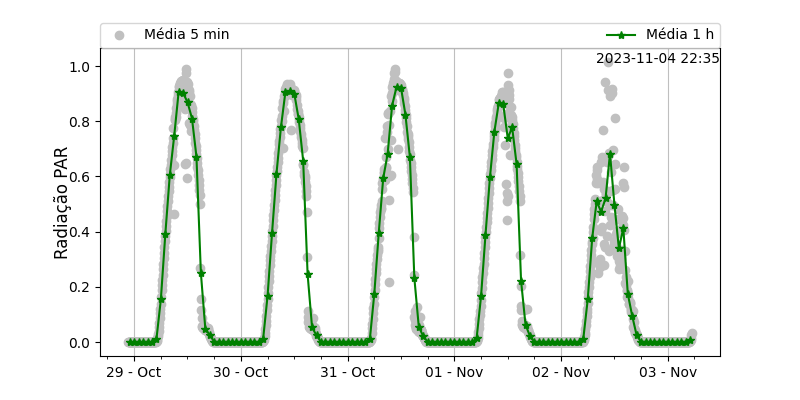 Média 5 min
Média 1 h
2023-11-04 22:35
Radiação PAR
1.0
0.8
0.6
0.4
0.2
0.0
29 - Oct
30 - Oct
31 - Oct
01 - Nov
02 - Nov
03 - Nov